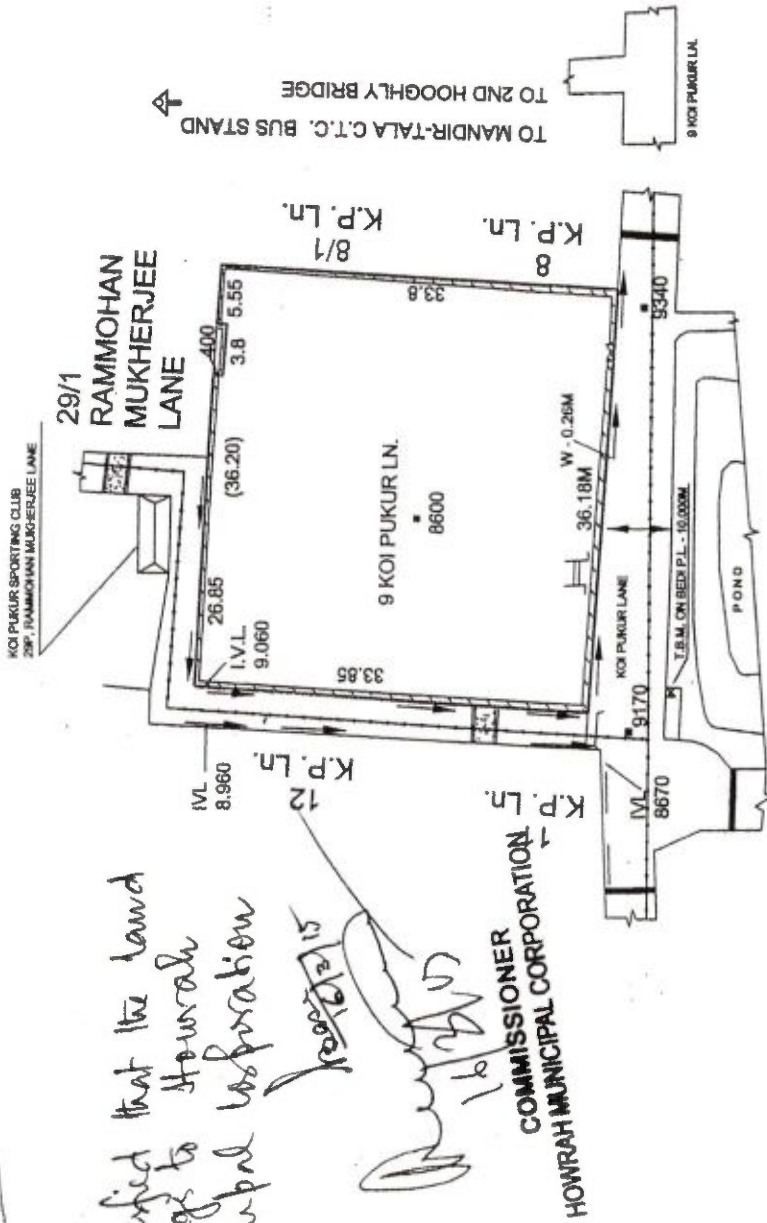 KOI PUKUR SPORTING CLUB
29P, RAMMOHAN MUKHERJEE LANE
29/1
RAMMOHAN
MUKHERJEE
LANE
TO MANDIR-TALA C.T.C. BUS STAND
TO 2ND HOOGHLY BRIDGE
9 KOI PUKUR LN.
400
26.85
(36.20)
3.8
5.55
I.V.L.
9.060
IVL
8.960
33.85
9 KOI PUKUR LN.
8600
33.8
8/1
K.P. Ln.
8
K.P. Ln.
12
K.P. Ln.
K.P. Ln.
36.18M
W - 0.26M
KOI PUKUR LANE
IVL
8670
9170
9340
T.B.M. ON BEDI P.L. - 10.000M
POND
that the land
to Howrah
16/3/15
16/3/15
COMMISSIONER
HOWRAH MUNICIPAL CORPORATION